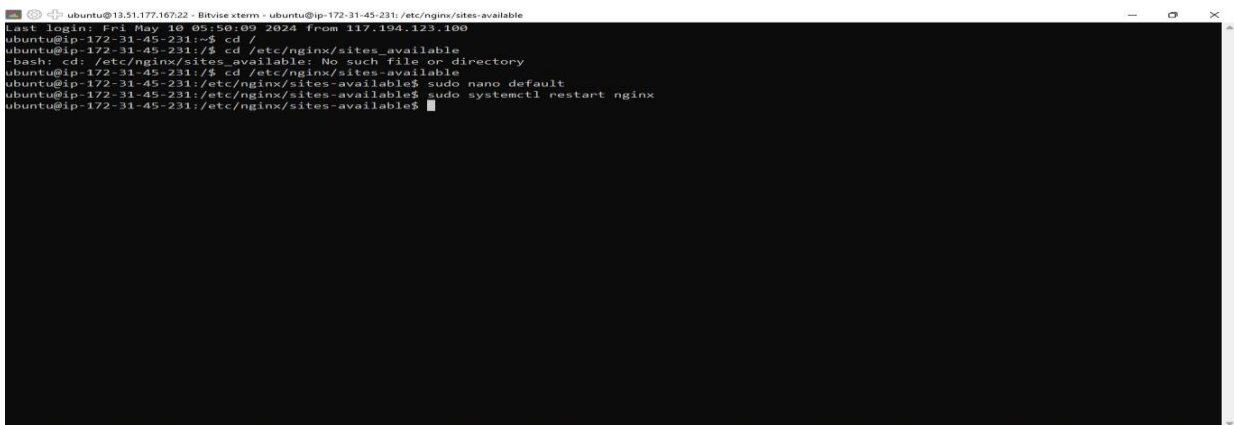 ubuntu@13.51.177.167:22 - Bitvise xterm - ubuntu@ip-172-31-45-231: /etc/nginx/sites-available
Last login: Fri May 10 05:50:09 2024 from 117.194.123.100
ubuntu@ip-172-31-45-231:~$ cd /
ubuntu@ip-172-31-45-231:/$ cd /etc/nginx/sites_available
-bash: cd: /etc/nginx/sites_available: No such file or directory
ubuntu@ip-172-31-45-231:/$ cd /etc/nginx/sites-available
ubuntu@ip-172-31-45-231:/etc/nginx/sites-available$ sudo nano default
ubuntu@ip-172-31-45-231:/etc/nginx/sites-available$ sudo systemctl restart nginx
ubuntu@ip-172-31-45-231:/etc/nginx/sites-available$